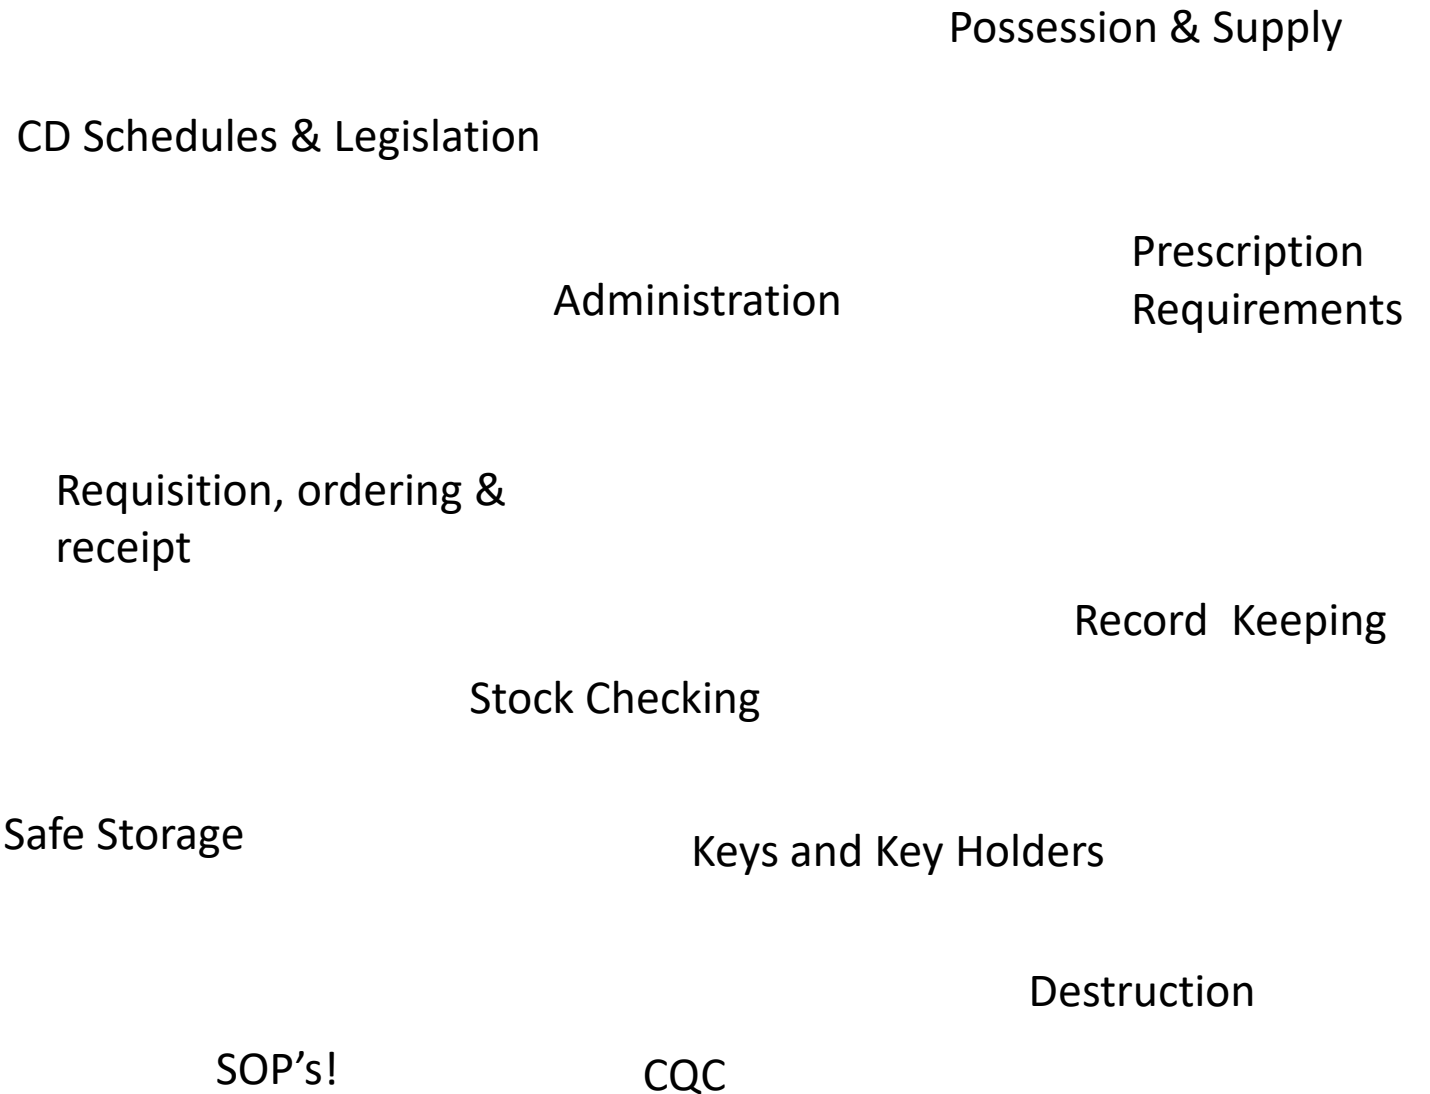 Possession & Supply
CD Schedules & Legislation
Prescription
Requirements
Administration
Requisition, ordering &
receipt
Record  Keeping
Stock Checking
Safe Storage
Keys and Key Holders
Destruction
SOP’s!
CQC